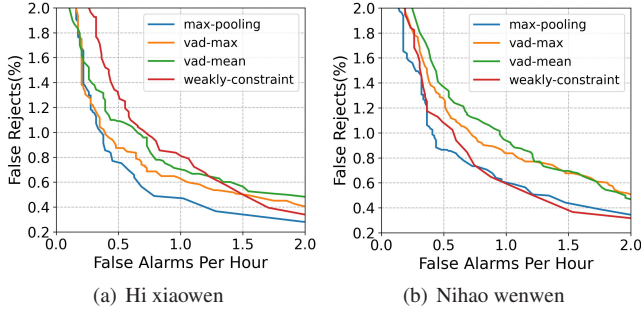 2.0
1.8
1.6
1.4
1.2
1.0
0.8
0.6
0.4
0.2
False Rejects(%)
max-pooling
vad-max
vad-mean
weakly-constraint
0.0 0.5 1.0 1.5 2.0
False Alarms Per Hour
(a) Hi xiaowen
2.0
1.8
1.6
1.4
1.2
1.0
0.8
0.6
0.4
0.2
False Rejects(%)
max-pooling
vad-max
vad-mean
weakly-constraint
0.0 0.5 1.0 1.5 2.0
False Alarms Per Hour
(b) Nihao wenwen